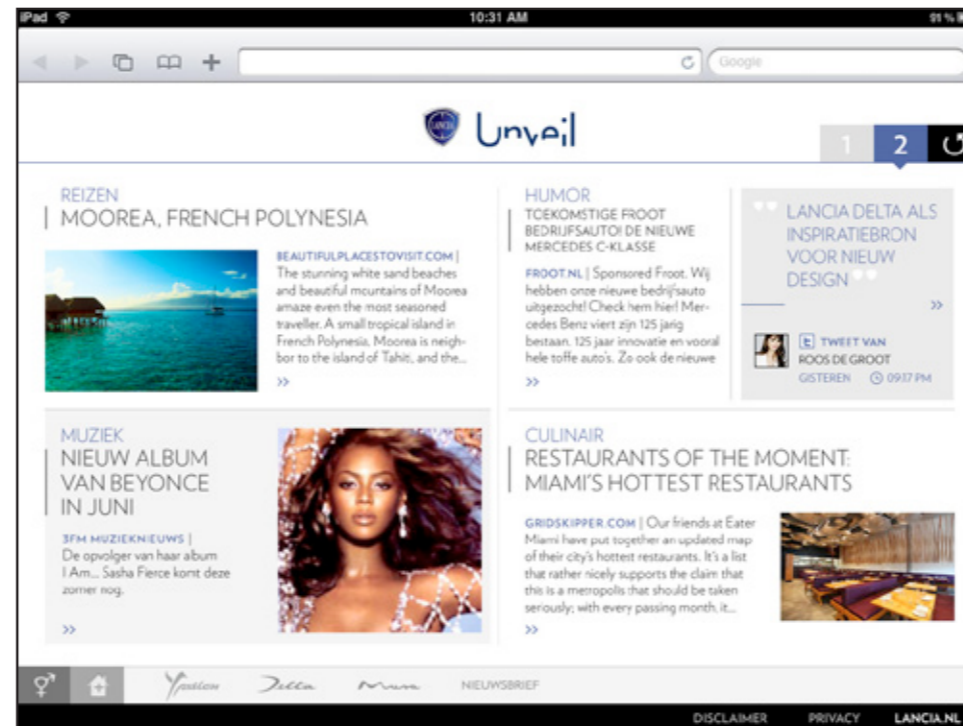 iPad
10:31 AM
91 %
Google
LANCIA
Unveil
1
2
REIZEN
MOOREA, FRENCH POLYNESIA
BEAUTIFULPLACESTOVISIT.COM |
The stunning white sand beaches
and beautiful mountains of Moorea
amaze even the most seasoned
traveller. A small tropical island in
French Polynesia, Moorea is neigh-
bor to the island of Tahiti, and the...
>>
HUMOR
TOEKOMSTIGE FROOT
BEDRIJFSAUTO! DE NIEUWE
MERCEDES C-KLASSE
FROOT.NL | Sponsored Froot. Wij
hebben onze nieuwe bedrijfsauto
uitgezocht! Check hem hier! Mer-
cedes Benz viert zijn 125 jarig
bestaan. 125 jaar innovatie en vooral
hele toffe auto's. Zo ook de nieuwe
>>
LANCIA DELTA ALS
INSPIRATIEBRON
VOOR NIEUW
DESIGN
>>
TWEET VAN
ROOS DE GROOT
GISTEREN 09.17 PM
MUZIEK
NIEUW ALBUM
VAN BEYONCE
IN JUNI
3FM MUZIEKNIEUWS |
De opvolger van haar album
I Am... Sasha Fierce komt deze
zomer nog.
>>
CULINAIR
RESTAURANTS OF THE MOMENT:
MIAMI'S HOTTEST RESTAURANTS
GRIDSKIPPER.COM | Our friends at Eater
Miami have put together an updated map
of their city's hottest restaurants. It's a list
that rather nicely supports the claim that
this is a metropolis that should be taken
seriously; with every passing month, it...
>>
Ypsilon Delta Musa NIEUWSBRIEF
DISCLAIMER PRIVACY LANCIA.NL